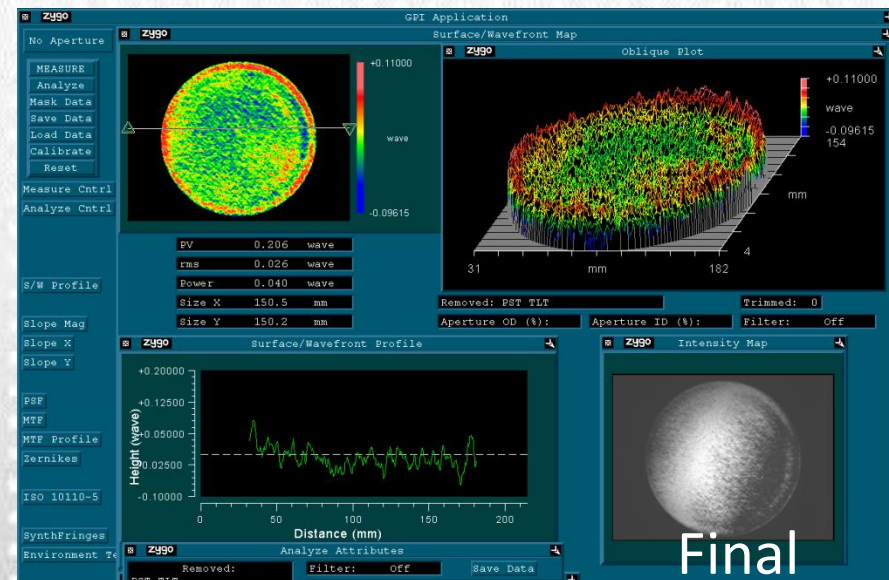 zygo GPI Application
No Aperture
MEASURE
Analyze
Mask Data
Save Data
Load Data
Calibrate
Reset
Measure Cntrl
Analyze Cntrl
S/W Profile
Slope Mag
Slope X
Slope Y
PSF
MTF
MTF Profile
Zernikes
ISO 10110-5
SynthFringes
Environment Te
zygo Surface/Wavefront Map
+0.11000
wave
-0.09615
PV 0.206 wave
rms 0.026 wave
Power 0.040 wave
Size X 150.5 mm
Size Y 150.2 mm
zygo Oblique Plot
+0.11000
wave
-0.09615
154
mm
4
31 mm 182
Removed: PST TLT Trimmed: 0
Aperture OD (%): Aperture ID (%): Filter: Off
zygo Surface/Wavefront Profile
+0.20000
+0.12500
+0.05000
-0.02500
-0.10000
Height (wave)
0 50 100 150 200
Distance (mm)
zygo Intensity Map
Final
zygo Analyze Attributes
Removed: Filter: Off Save Data
PST TLT